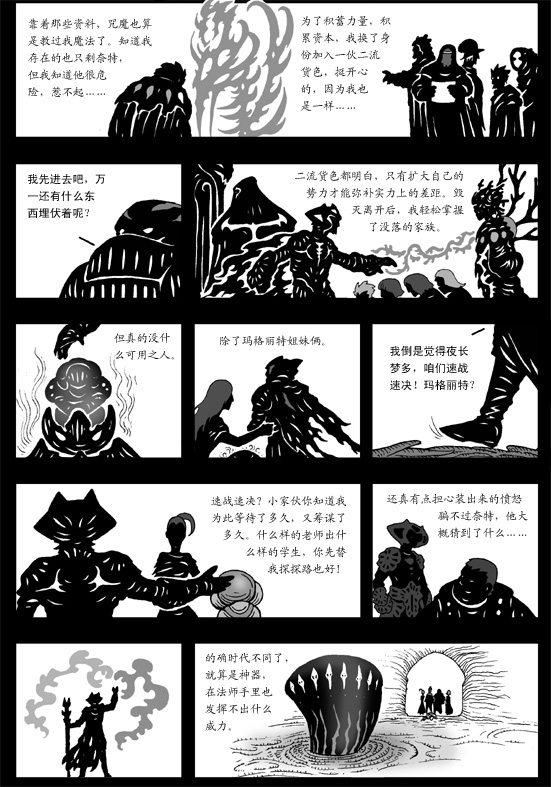 靠着那些资料，咒魔也算
是教过我魔法了。知道我
存在的也只剩奈特，
但我知道他很危
险，惹不起……
为了积蓄力量，积
累资本，我换了身
份加入一伙二流
货色，挺开心
的，因为我也
是一样……
我先进去吧，万
一还有什么东
西埋伏着呢？
二流货色都明白，只有扩大自己的
势力才能弥补实力上的差距。毁
灭离开后，我轻松掌握
了没落的家族。
但真的没什
么可用之人。
除了玛格丽特姐妹俩。
我倒是觉得夜长
梦多，咱们速战
速决！玛格丽特？
速战速决？小家伙你知道我
为此等待了多久，又筹谋了
多久。什么样的老师出什
么样的学生，你先替
我探探路也好！
还真有点担心装出来的愤怒
骗不过奈特，他大
概猜到了什么……
的确时代不同了，
就算是神器，
在法师手里也
发挥不出什么
威力。